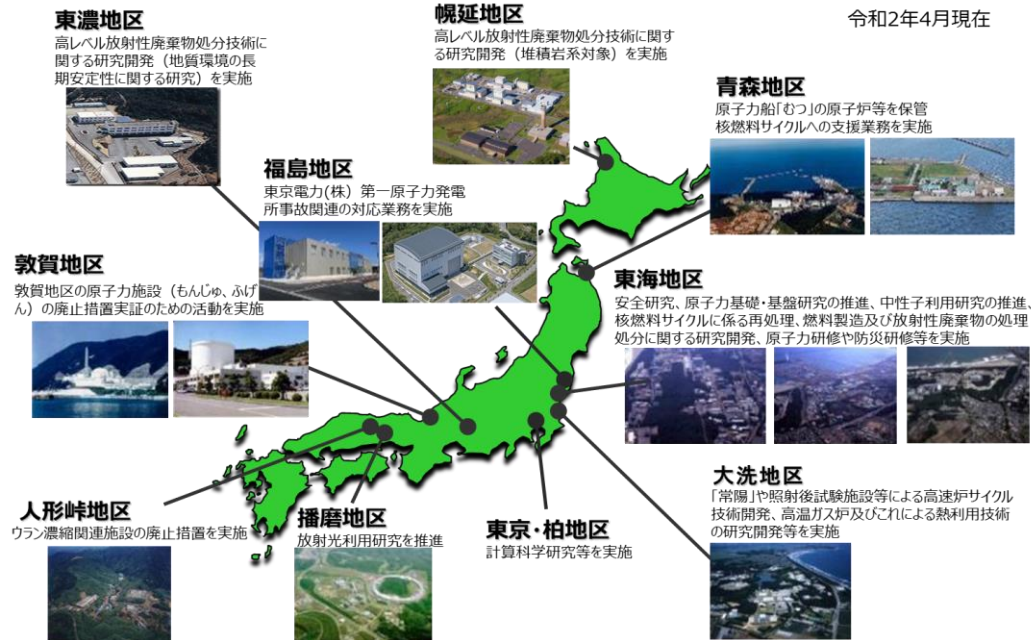 令和2年4月現在
東濃地区
高レベル放射性廃棄物処分技術に
関する研究開発（地質環境の長
期安定性に関する研究）を実施
幌延地区
高レベル放射性廃棄物処分技術に関す
る研究開発（堆積岩系対象）を実施
青森地区
原子力船「むつ」の原子炉等を保管
核燃料サイクルへの支援業務を実施
福島地区
東京電力(株) 第一原子力発電
所事故関連の対応業務を実施
敦賀地区
敦賀地区の原子力施設（もんじゅ、ふげ
ん）の廃止措置実証のための活動を実施
東海地区
安全研究、原子力基礎・基盤研究の推進、中性子利用研究の推進、
核燃料サイクルに係る再処理、燃料製造及び放射性廃棄物の処理
処分に関する研究開発、原子力研修や防災研修等を実施
人形峠地区
ウラン濃縮関連施設の廃止措置を実施
播磨地区
放射光利用研究を推進
東京・柏地区
計算科学研究等を実施
大洗地区
「常陽」や照射後試験施設等による高速炉サイクル
技術開発、高温ガス炉及びこれによる熱利用技術
の研究開発等を実施